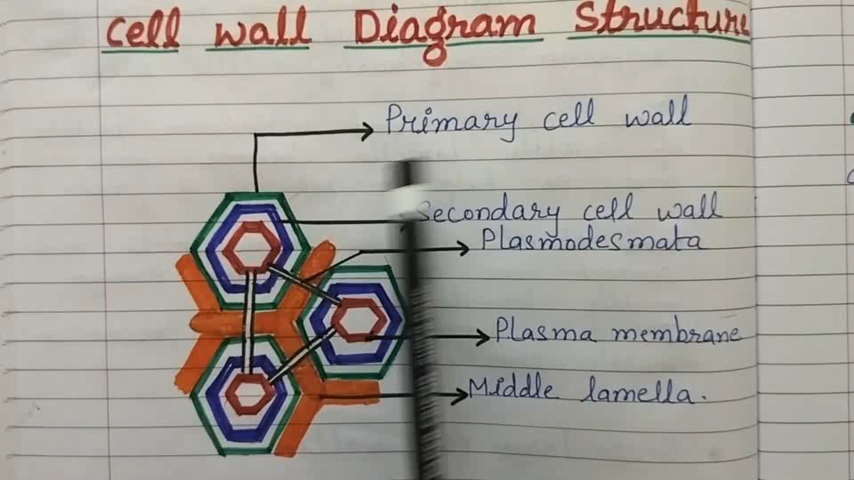 Cell wall Diagram Structure
Primary cell wall
Secondary cell wall
Plasmodesmata
Plasma membrane
Middle lamella.